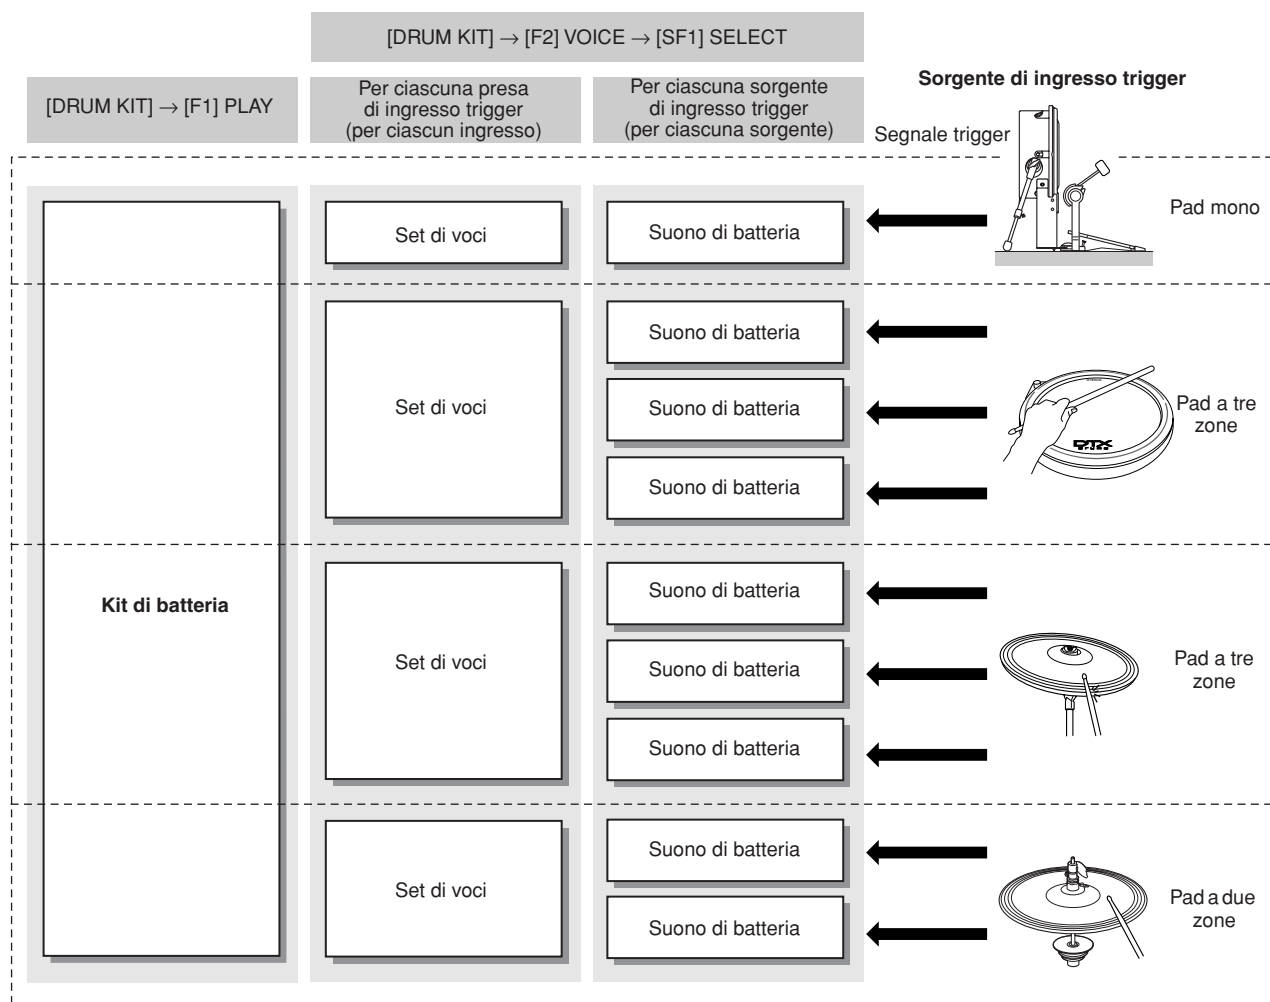 [DRUM KIT] → [F2] VOICE → [SF1] SELECT
[DRUM KIT] → [F1] PLAY
Per ciascuna presa
di ingresso trigger
(per ciascun ingresso)
Per ciascuna sorgente
di ingresso trigger
(per ciascuna sorgente)
Sorgente di ingresso trigger
Segnale trigger
Set di voci
Suono di batteria
Pad mono
Set di voci
Suono di batteria
Suono di batteria
Suono di batteria
DTX
Pad a tre
zone
Kit di batteria
Set di voci
Suono di batteria
Suono di batteria
Suono di batteria
Pad a tre
zone
Set di voci
Suono di batteria
Suono di batteria
Pad a due
zone